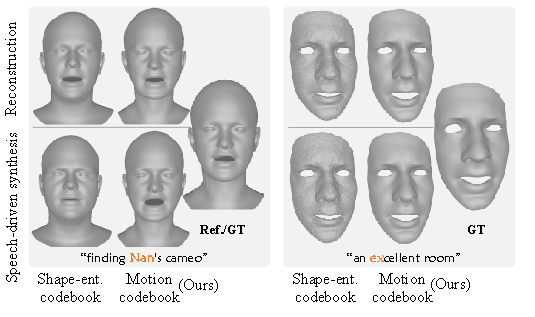 Reconstruction
Speech-driven synthesis
Ref./GT
GT
"finding Nan's cameo"
"an excellent room"
Shape-ent. codebook
Motion codebook (Ours)
Shape-ent. codebook
Motion codebook (Ours)